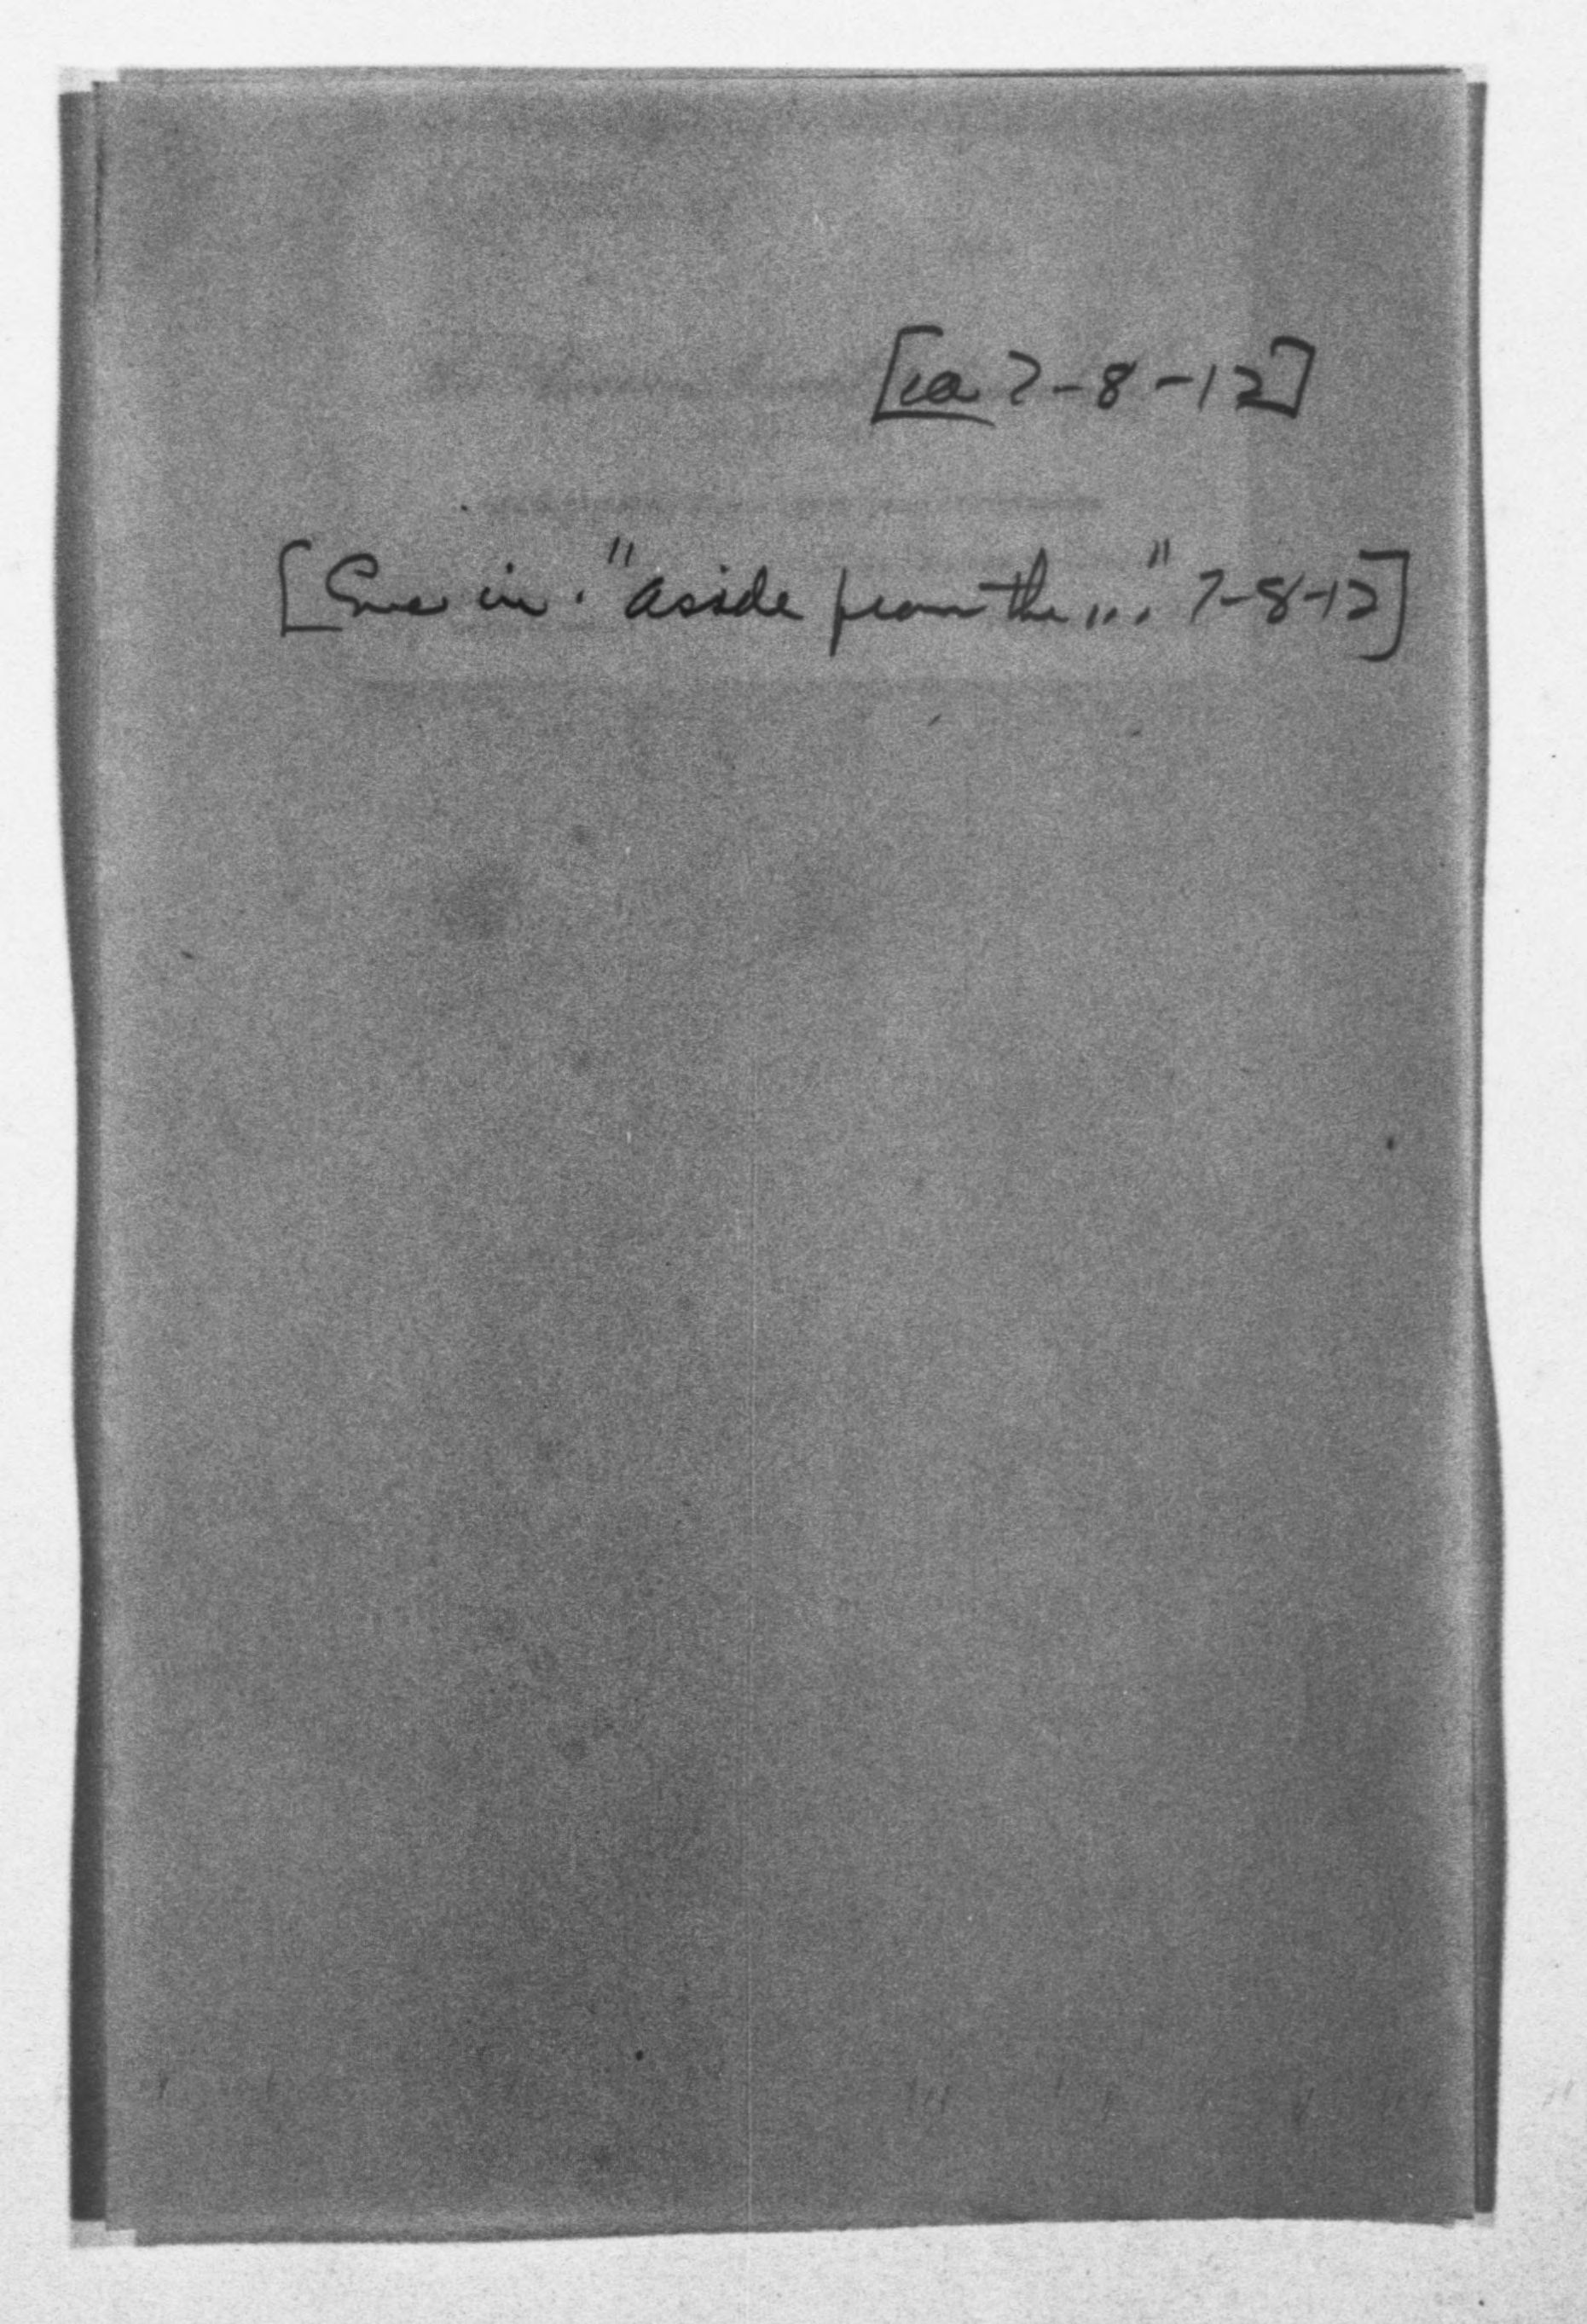 [ca 7-8-12]
[Enc in. "aside from the..." 7-8-12]